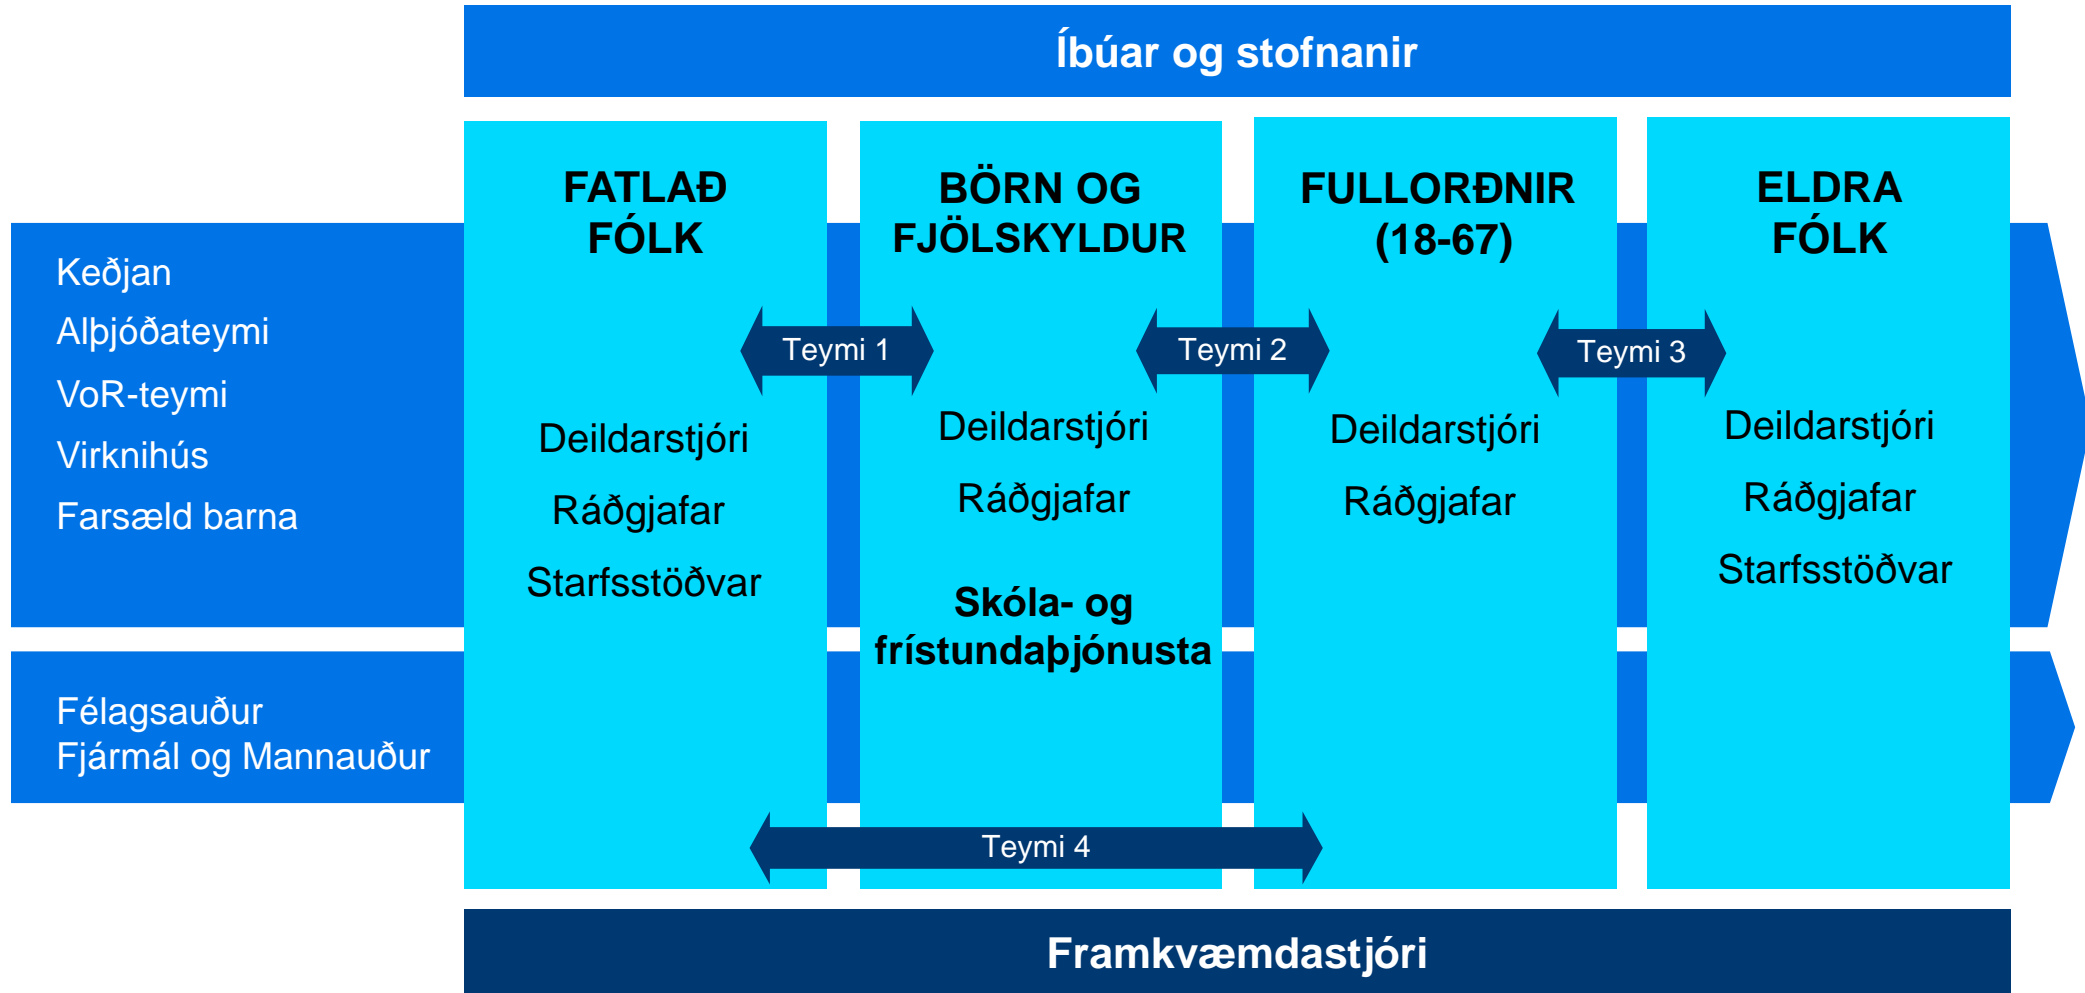 Íbúar og stofnanir
Keðjan
Alþjóðateymi
VoR-teymi
Virknihús
Farsæld barna
Félagsauður
Fjármál og Mannauður
FATLAÐ
FÓLK
Deildarstjóri
Ráðgjafar
Starfsstöðvar
Teymi 1
BÖRN OG
FJÖLSKYLDUR
Deildarstjóri
Ráðgjafar
Skóla- og
frístundaþjónusta
Teymi 2
FULLORÐNIR
(18-67)
Deildarstjóri
Ráðgjafar
Teymi 3
ELDRA
FÓLK
Deildarstjóri
Ráðgjafar
Starfsstöðvar
Teymi 4
Framkvæmdastjóri